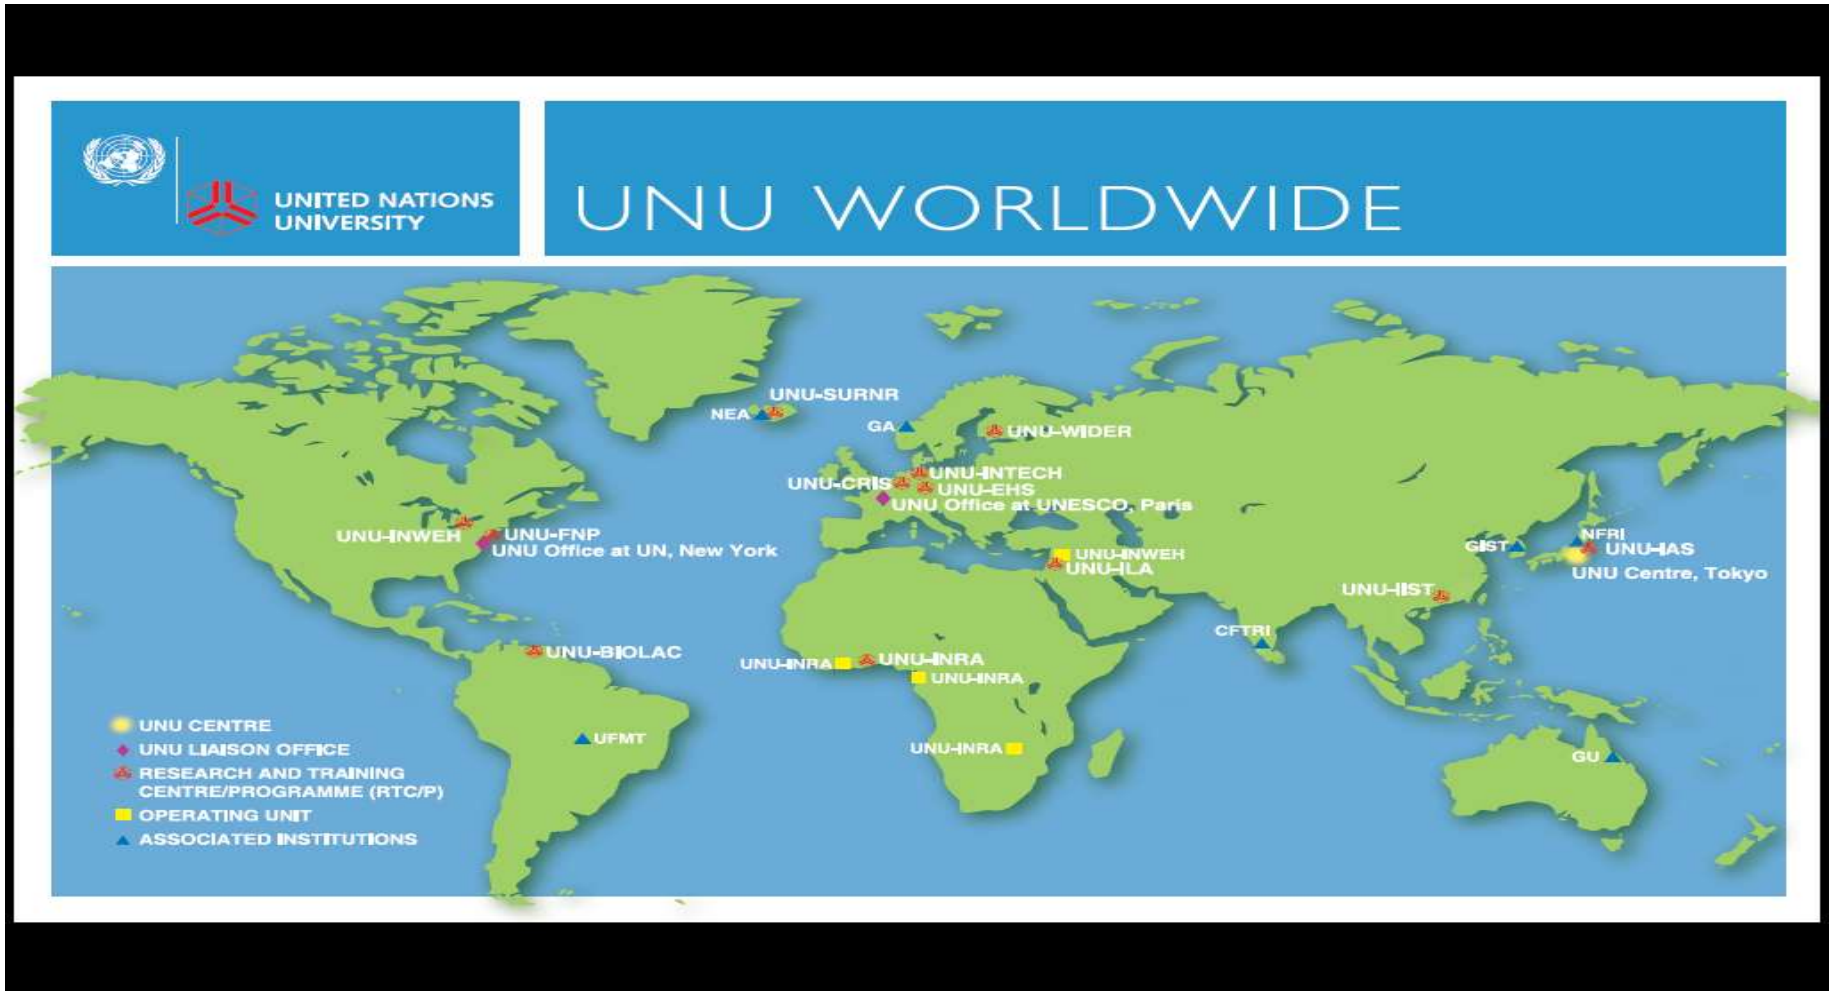 UNITED NATIONS
UNIVERSITY
UNU WORLDWIDE
UNU-SURNR
NEA
GA
UNU-WIDER
UNU-INTECH
UNU-CRIS
UNU-EHS
UNU Office at UNESCO, Paris
UNU-INWEH
UNU-FNP
UNU Office at UN, New York
UNU-INWEH
UNU-ILA
GIST
NFRI
UNU-IAS
UNU Centre, Tokyo
UNU-IIST
CFTRI
UNU-BIOLAC
UNU-INRA
UNU-INRA
UNU-INRA
UFMT
UNU-INRA
GU
UNU CENTRE
UNU LIAISON OFFICE
RESEARCH AND TRAINING
CENTRE/PROGRAMME (RTC/P)
OPERATING UNIT
ASSOCIATED INSTITUTIONS